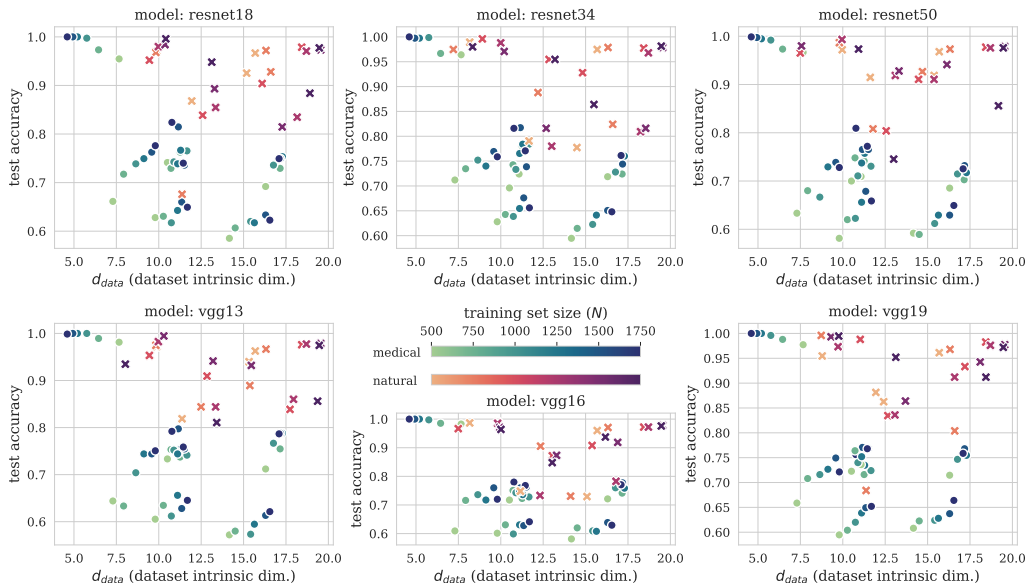 model: resnet18
model: resnet34
model: resnet50
test accuracy
1.0
0.9
0.8
0.7
0.6
5.0 7.5 10.0 12.5 15.0 17.5 20.0
d_data (dataset intrinsic dim.)
test accuracy
1.00
0.95
0.90
0.85
0.80
0.75
0.70
0.65
0.60
5.0 7.5 10.0 12.5 15.0 17.5 20.0
d_data (dataset intrinsic dim.)
test accuracy
1.0
0.9
0.8
0.7
0.6
5.0 7.5 10.0 12.5 15.0 17.5 20.0
d_data (dataset intrinsic dim.)
model: vgg13
test accuracy
1.0
0.9
0.8
0.7
0.6
5.0 7.5 10.0 12.5 15.0 17.5 20.0
d_data (dataset intrinsic dim.)
training set size (N)
500 750 1000 1250 1500 1750
medical
natural
model: vgg16
test accuracy
1.0
0.9
0.8
0.7
0.6
5.0 7.5 10.0 12.5 15.0 17.5 20.0
d_data (dataset intrinsic dim.)
model: vgg19
test accuracy
1.00
0.95
0.90
0.85
0.80
0.75
0.70
0.65
0.60
5.0 7.5 10.0 12.5 15.0 17.5 20.0
d_data (dataset intrinsic dim.)